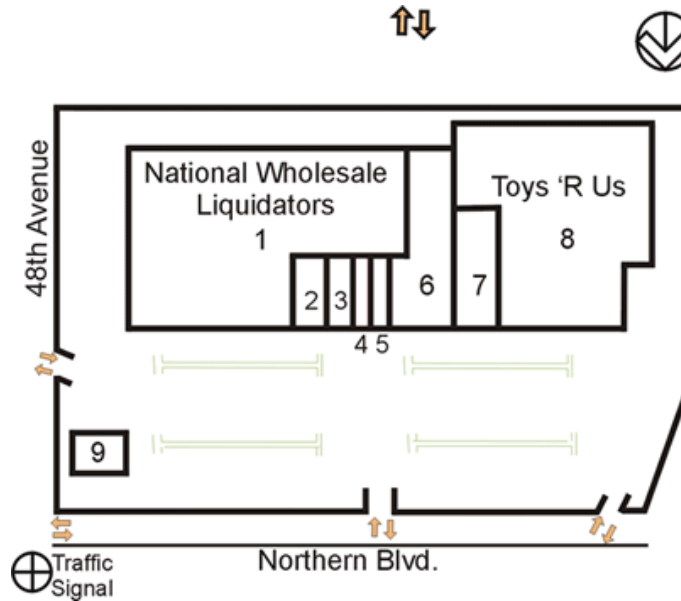 48th Avenue
National Wholesale
Liquidators
1
Toys 'R Us
8
2
3
4
5
6
7
9
Northern Blvd.
Traffic
Signal